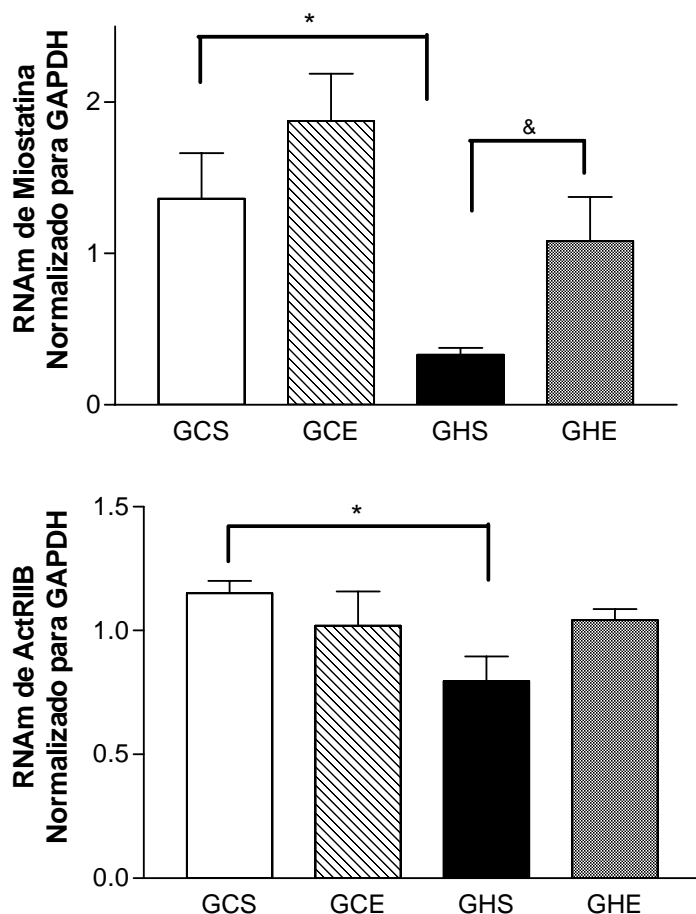 RNAm de Miostatina
Normalizado para GAPDH
2
1
0
*
&
GCS GCE GHS GHE
RNAm de ActRIIB
Normalizado para GAPDH
1.5
1.0
0.5
0.0
*
GCS GCE GHS GHE